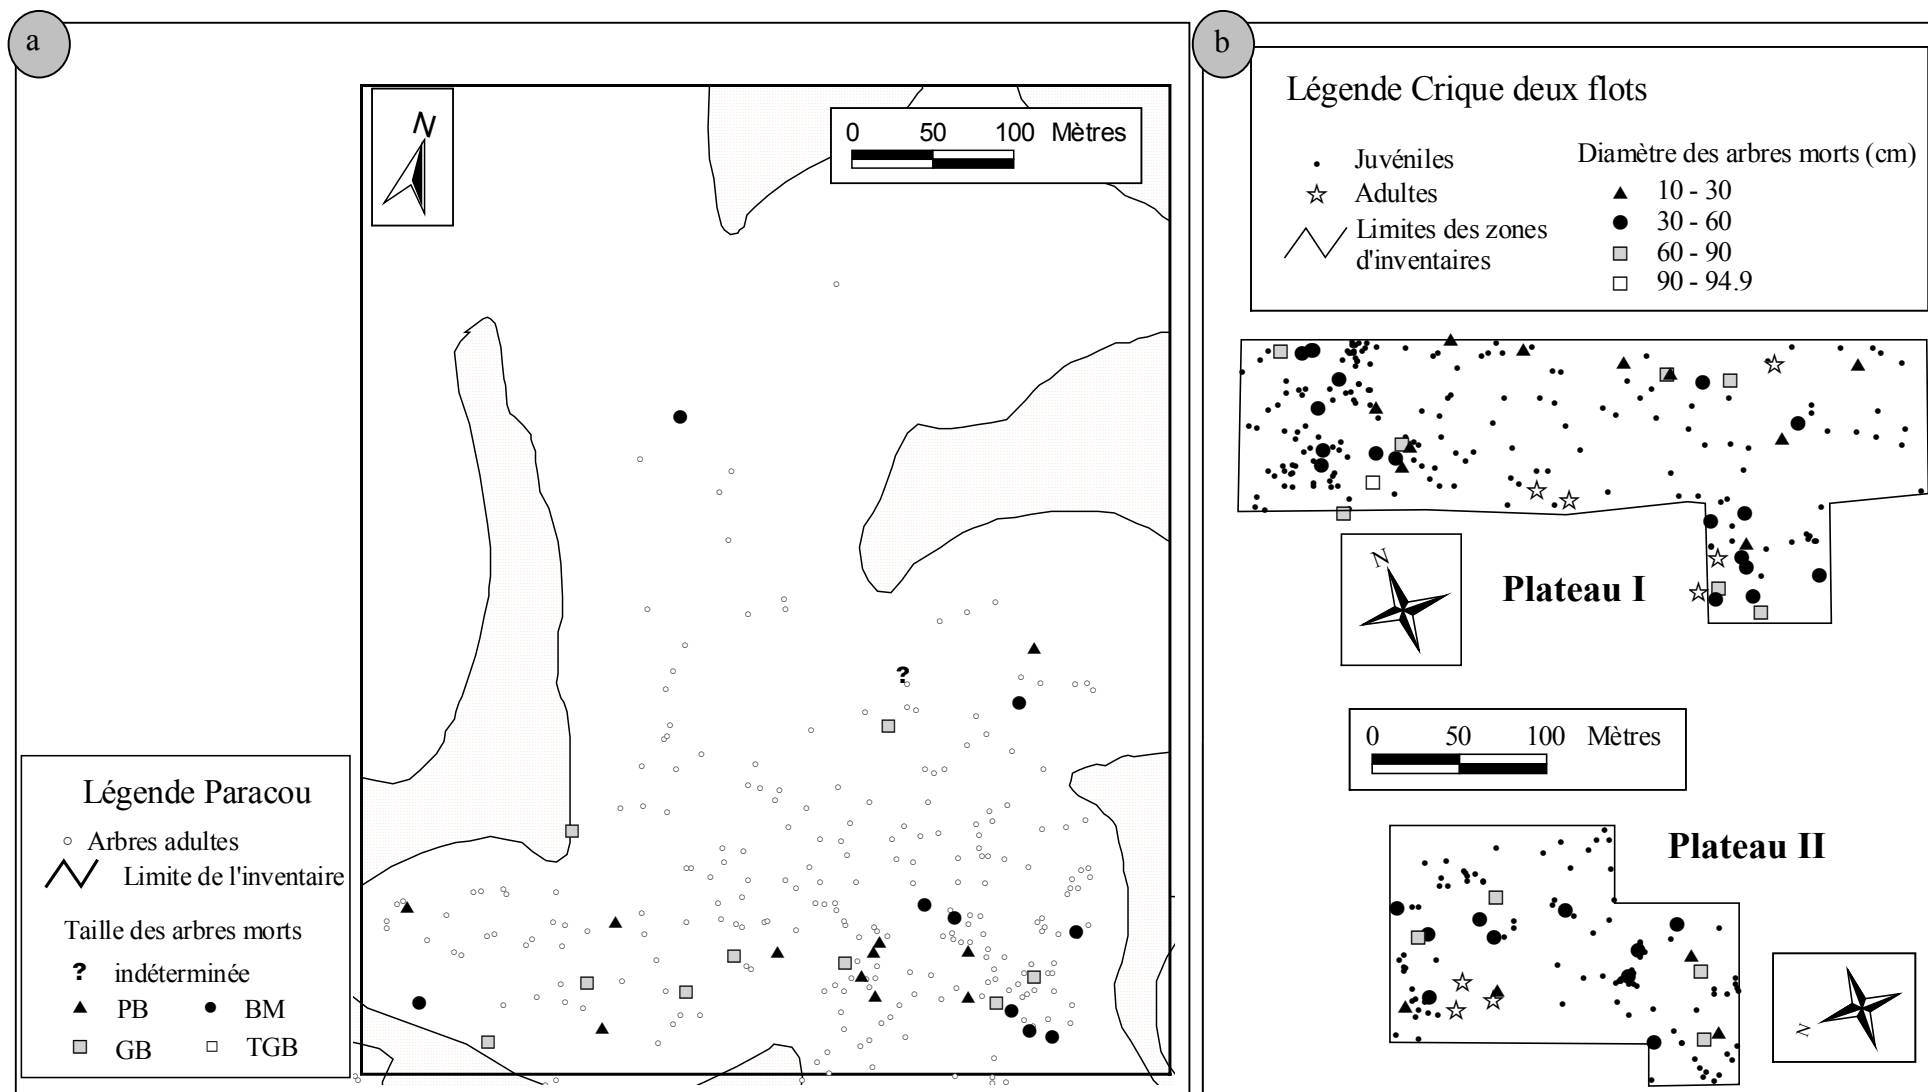 a
N
0 50 100 Mètres
Légende Paracou
Arbres adultes
Limite de l'inventaire
Taille des arbres morts
? indéterminée
PB BM
GB TGB
?
b
Légende Crique deux flots
Juvéniles
Adultes
Limites des zones
d'inventaires
Diamètre des arbres morts (cm)
10 - 30
30 - 60
60 - 90
90 - 94.9
N
Plateau I
0 50 100 Mètres
Plateau II
N